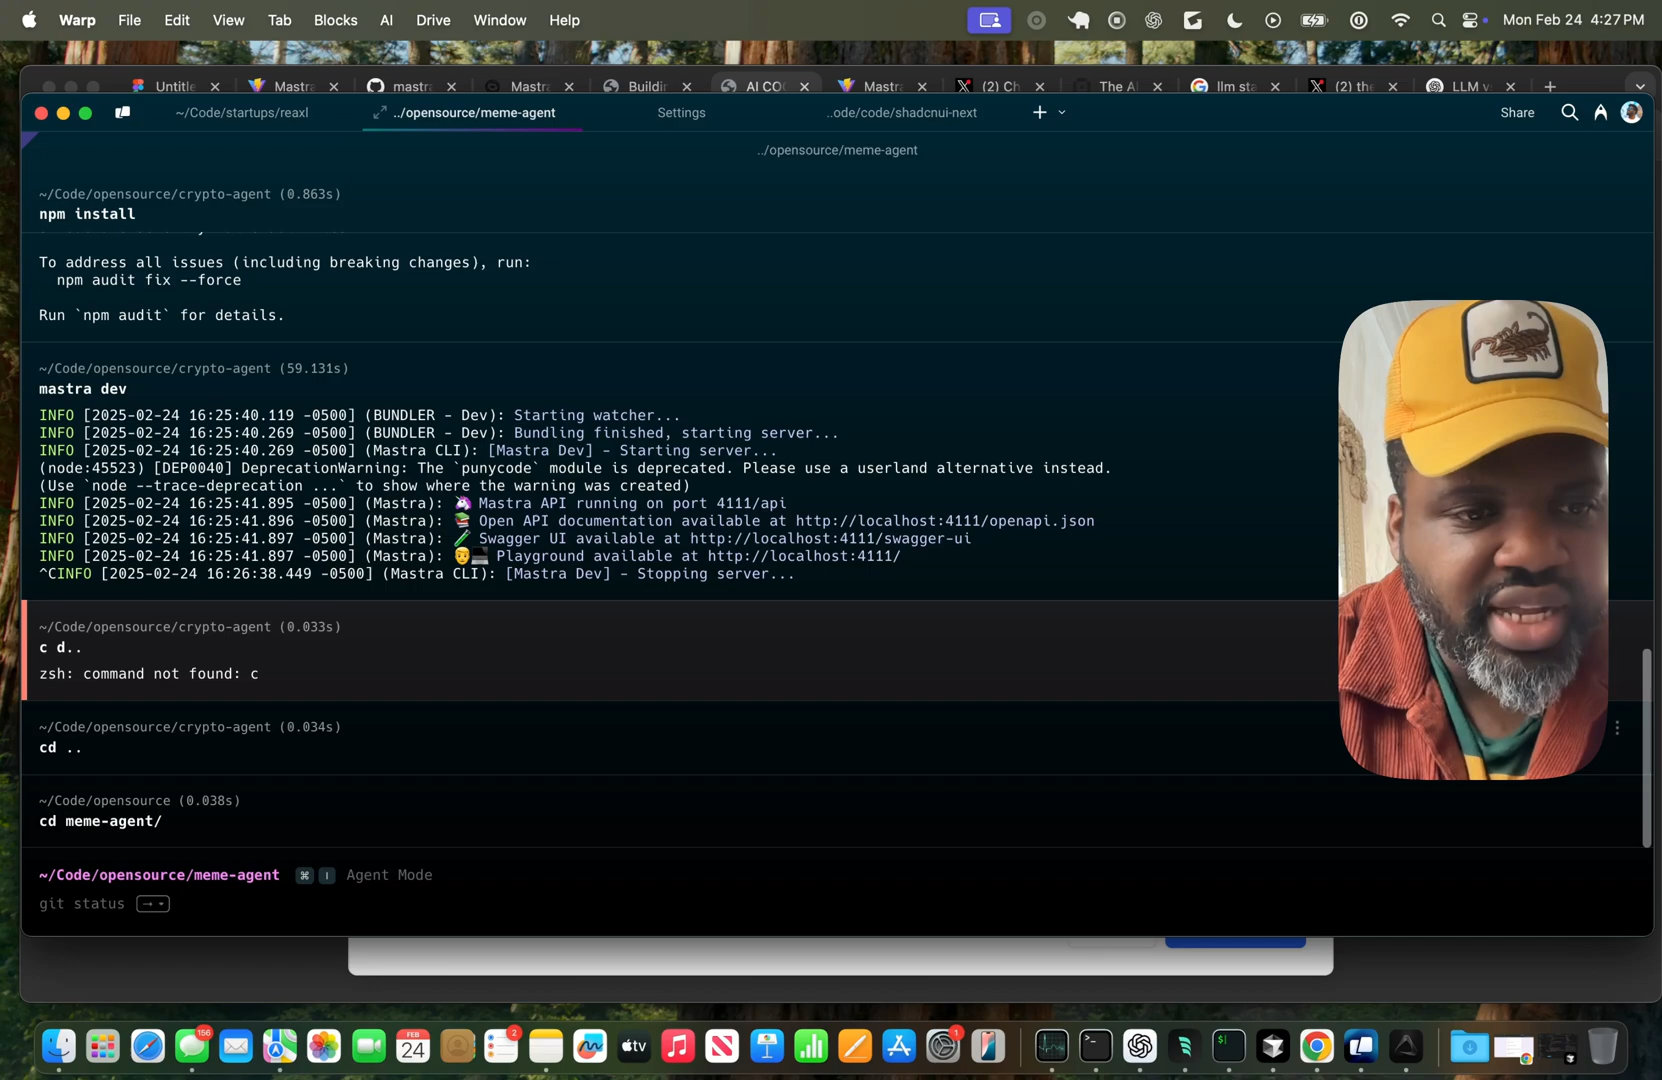 Warp File Edit View Tab Blocks AI Drive Window Help Mon Feb 24 4:27 PM
Untitle Mastra mastra Mastra Buildin AI CO Mastra (2) Ch The AI llm sta (2) the LLM v
~/Code/startups/reaxl ../opensource/meme-agent Settings ..ode/code/shadcnui-next Share
../opensource/meme-agent
~/Code/opensource/crypto-agent (0.863s)
npm install
To address all issues (including breaking changes), run:
npm audit fix --force
Run `npm audit` for details.
~/Code/opensource/crypto-agent (59.131s)
mastra dev
INFO [2025-02-24 16:25:40.119 -0500] (BUNDLER - Dev): Starting watcher...
INFO [2025-02-24 16:25:40.269 -0500] (BUNDLER - Dev): Bundling finished, starting server...
INFO [2025-02-24 16:25:40.269 -0500] (Mastra CLI): [Mastra Dev] - Starting server...
(node:45523) [DEP0040] DeprecationWarning: The `punycode` module is deprecated. Please use a userland alternative instead.
(Use `node --trace-deprecation ...` to show where the warning was created)
INFO [2025-02-24 16:25:41.895 -0500] (Mastra): 🦄 Mastra API running on port 4111/api
INFO [2025-02-24 16:25:41.896 -0500] (Mastra): 📚 Open API documentation available at http://localhost:4111/openapi.json
INFO [2025-02-24 16:25:41.897 -0500] (Mastra): 🧪 Swagger UI available at http://localhost:4111/swagger-ui
INFO [2025-02-24 16:25:41.897 -0500] (Mastra): 👨‍💻 Playground available at http://localhost:4111/
^CINFO [2025-02-24 16:26:38.449 -0500] (Mastra CLI): [Mastra Dev] - Stopping server...
~/Code/opensource/crypto-agent (0.033s)
c d..
zsh: command not found: c
~/Code/opensource/crypto-agent (0.034s)
cd ..
~/Code/opensource (0.038s)
cd meme-agent/
~/Code/opensource/meme-agent ⌘ I Agent Mode
git status
156 FEB 24 2 tv 1